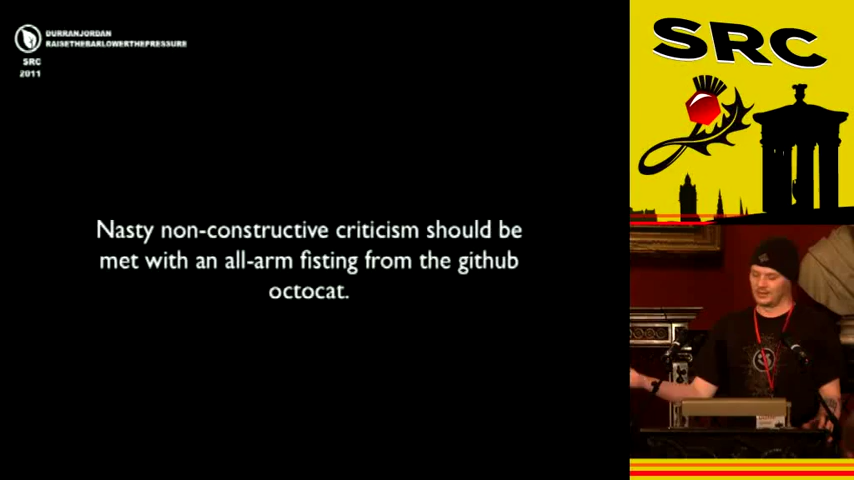 DURRANJORDAN
RAISETHEBARLOWERTHEPRESSURE
SRC
2011
Nasty non-constructive criticism should be
met with an all-arm fisting from the github
octocat.
SRC